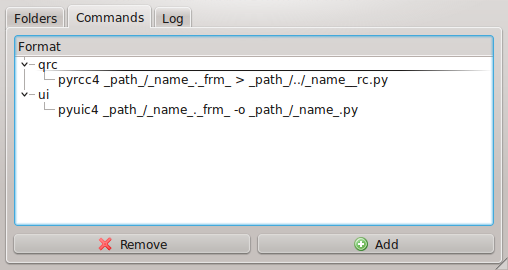 Folders Commands Log
Format
qrc
pyrcc4 _path_/_name_._frm_ > _path_/../_name__rc.py
ui
pyuic4 _path_/_name_._frm_ -o _path_/_name_.py
Remove Add